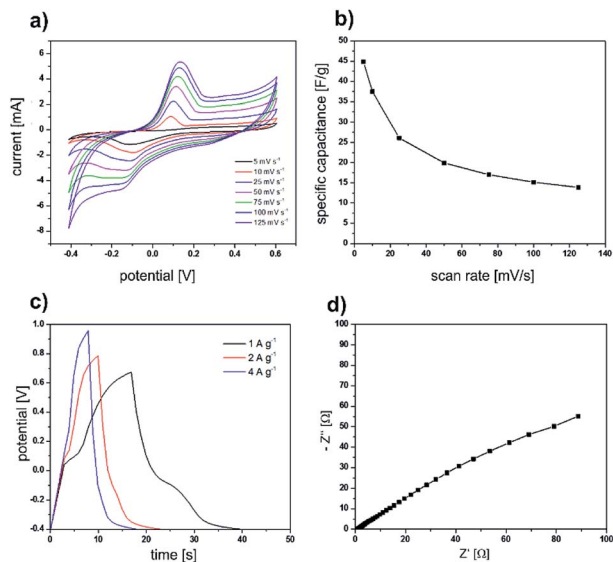 a)
current [mA]
6
4
2
0
-2
-4
-6
-8
-0.4 -0.2 0.0 0.2 0.4 0.6
potential [V]
5 mV s⁻¹
10 mV s⁻¹
25 mV s⁻¹
50 mV s⁻¹
75 mV s⁻¹
100 mV s⁻¹
125 mV s⁻¹
b)
specific capacitance [F/g]
50
45
40
35
30
25
20
15
10
5
0
0 20 40 60 80 100 120 140
scan rate [mV/s]
c)
potential [V]
1.0
0.8
0.6
0.4
0.2
0.0
-0.2
-0.4
0 10 20 30 40 50
time [s]
1 A g⁻¹
2 A g⁻¹
4 A g⁻¹
d)
- Z'' [Ω]
100
90
80
70
60
50
40
30
20
10
0
0 20 40 60 80 100
Z' [Ω]